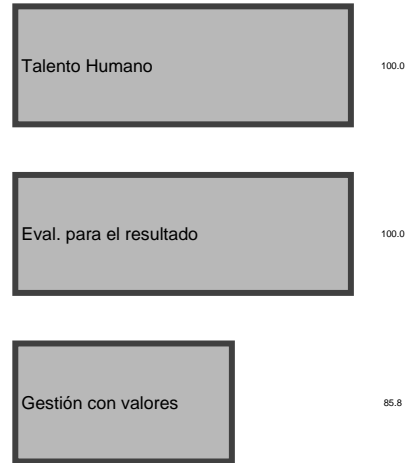 Talento Humano 100.0
Eval. para el resultado 100.0
Gestión con valores 85.8